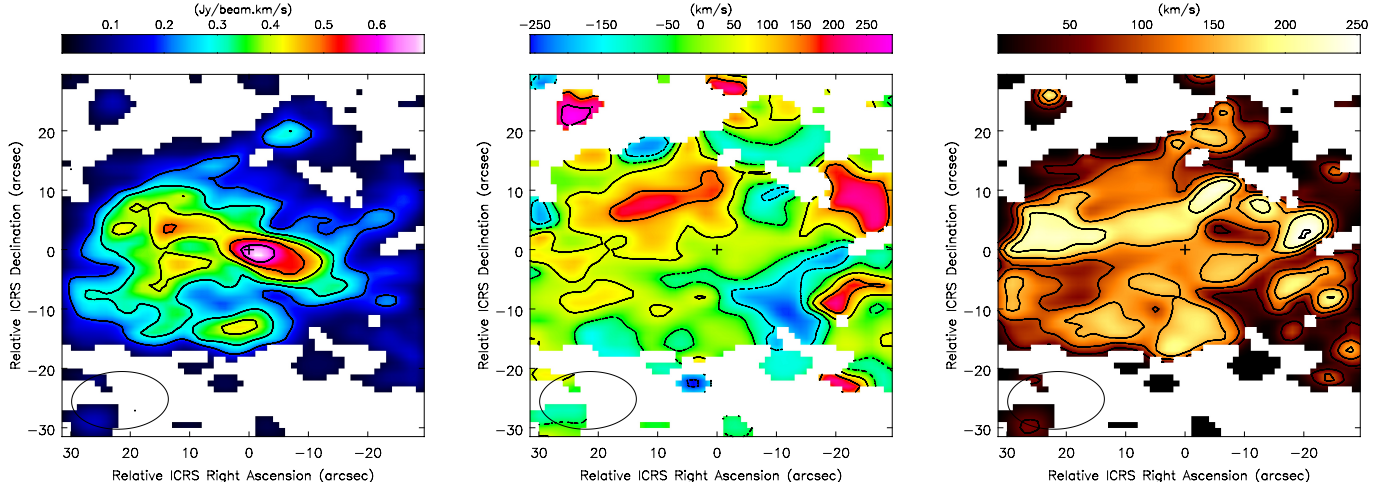 (Jy/beam.km/s)
0.1 0.2 0.3 0.4 0.5 0.6
Relative ICRS Declination (arcsec)
20
10
0
−10
−20
−30
30 20 10 0 −10 −20
Relative ICRS Right Ascension (arcsec)
(km/s)
−250 −150 −50 0 50 100 150 200 250
Relative ICRS Declination (arcsec)
20
10
0
−10
−20
−30
30 20 10 0 −10 −20
Relative ICRS Right Ascension (arcsec)
(km/s)
50 100 150 200 250
Relative ICRS Declination (arcsec)
20
10
0
−10
−20
−30
30 20 10 0 −10 −20
Relative ICRS Right Ascension (arcsec)